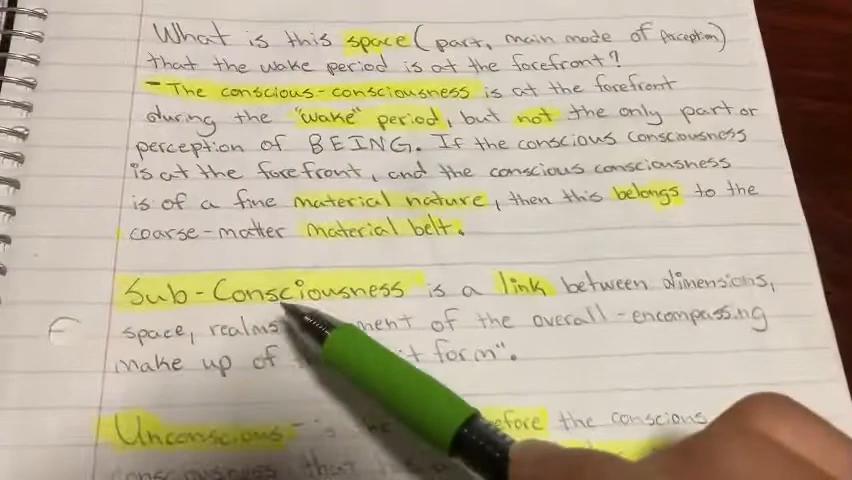 What is this space (part, main mode of perception)
that the wake period is at the forefront?
- The conscious-consciousness is at the forefront
during the "wake" period, but not the only part or
perception of BEING. If the conscious consciousness
is at the forefront, and the conscious consciousness
is of a fine material nature, then this belongs to the
coarse-matter material belt.
Sub-Consciousness is a link between dimensions,
space, realms of the overall-encompassing
make up of form".
Unconscious - is the before the conscious
consciousness that